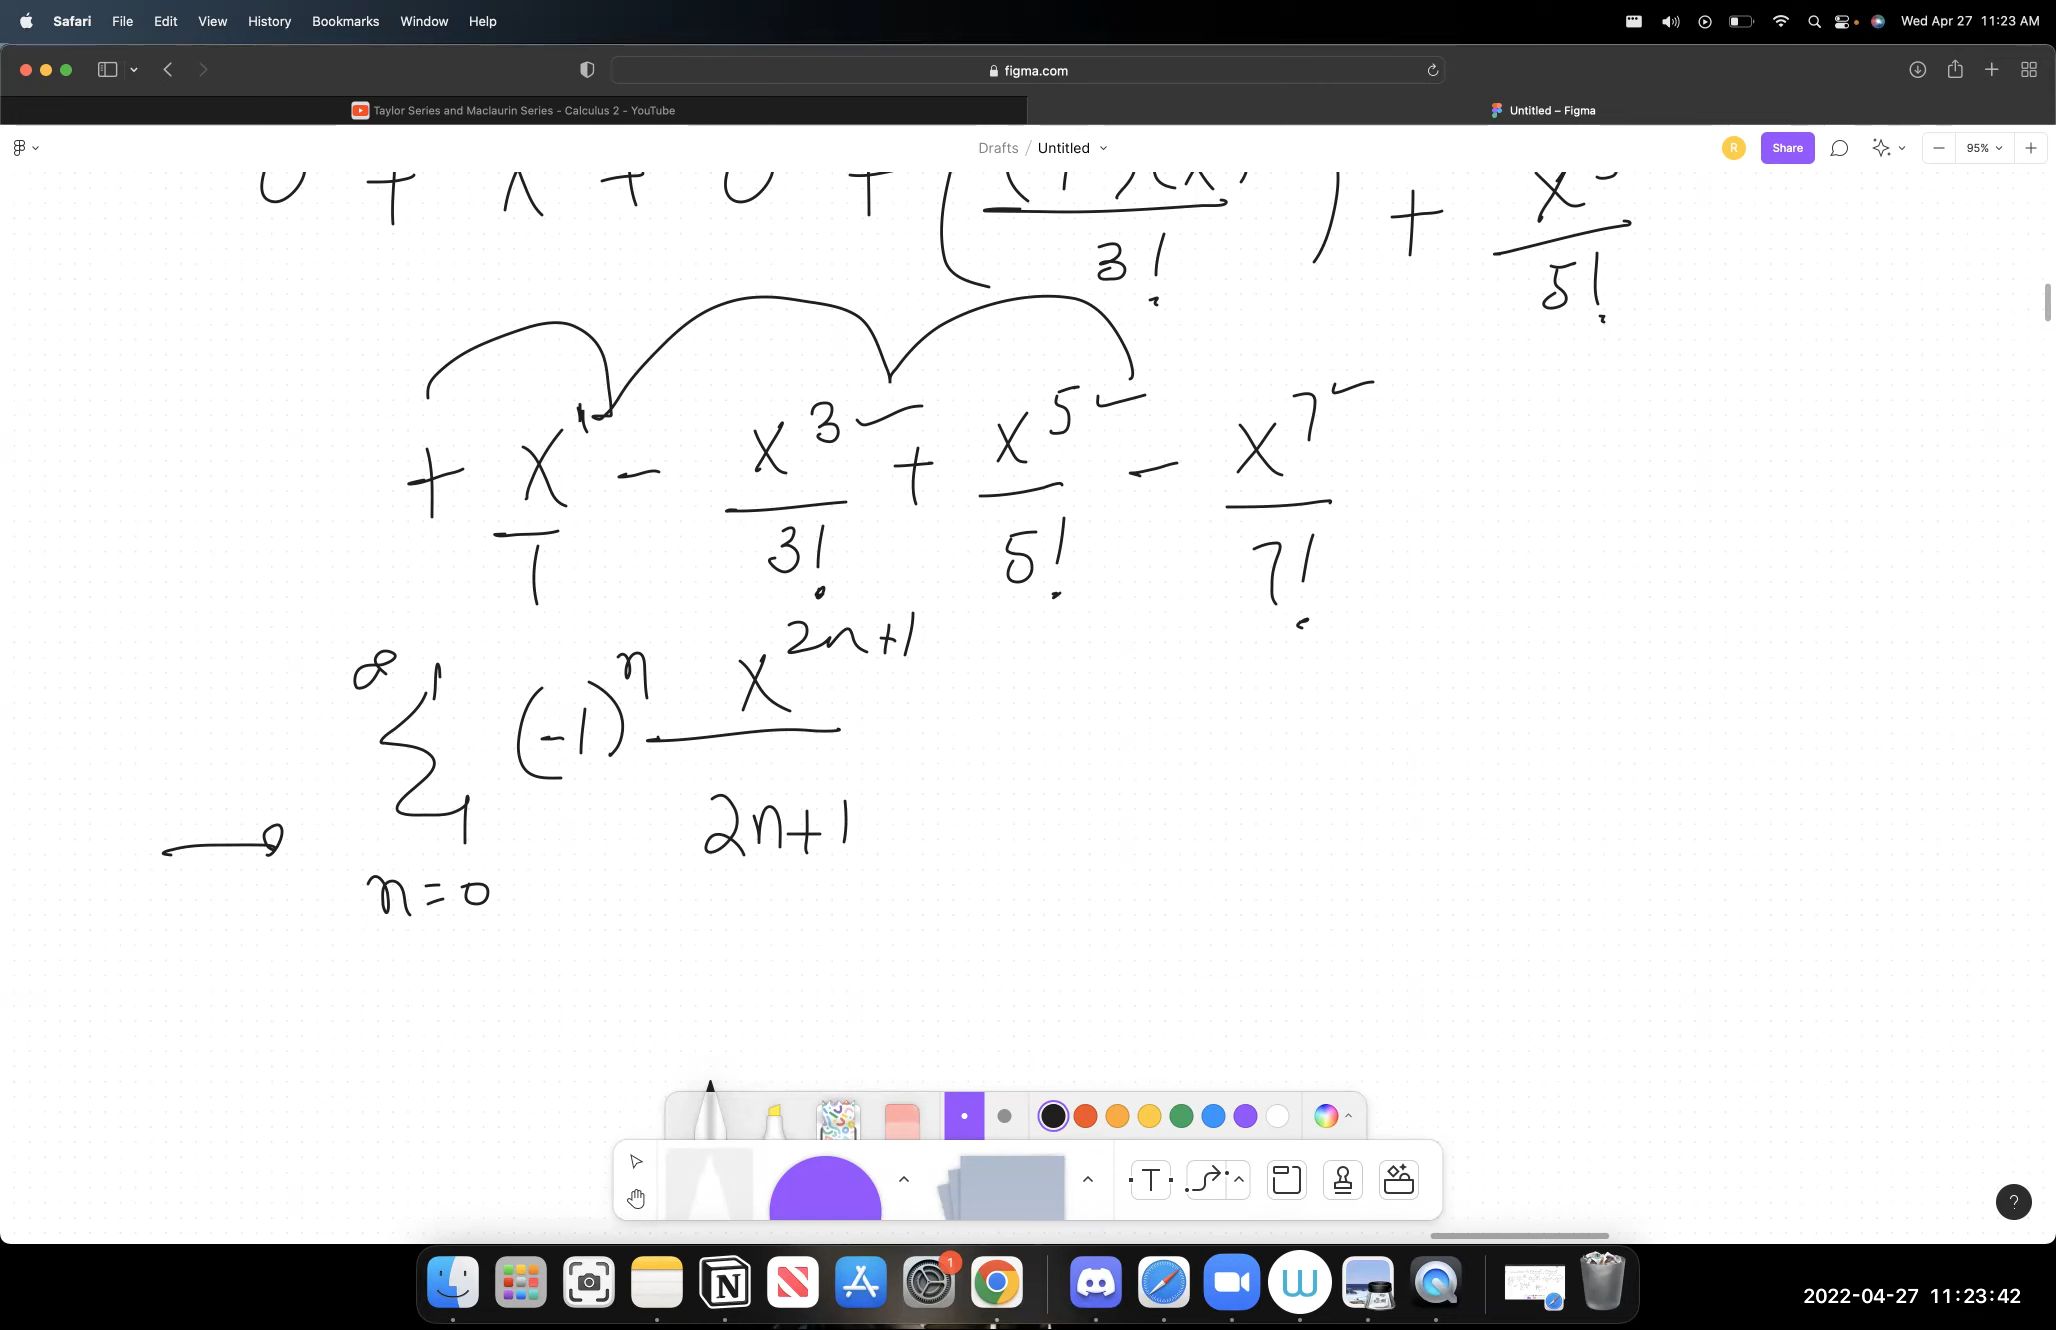 Safari File Edit View History Bookmarks Window Help Wed Apr 27 11:23 AM
figma.com
Taylor Series and Maclaurin Series - Calculus 2 - YouTube
Untitled – Figma
Drafts / Untitled
R Share 95%
3! + x
5!
+ x/1 - x^3/3! + x^5/5! - x^7/7!
∞ Σ (-1)^n x^2n+1
2n+1
n=0
T
?
1
N
W
2022-04-27 11:23:42